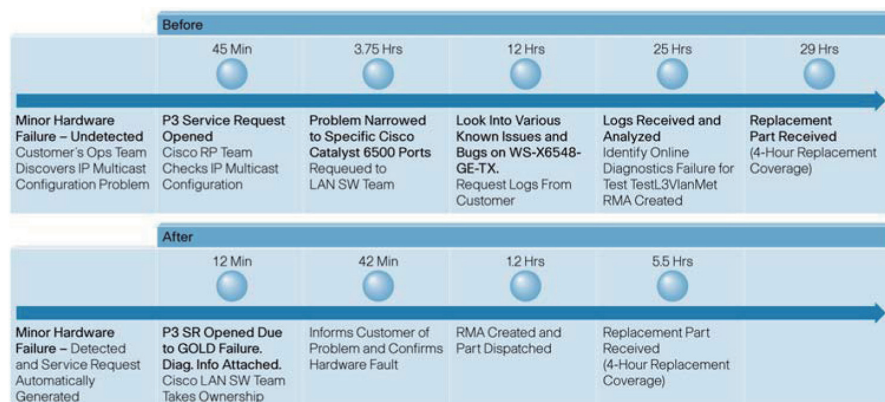 Before
45 Min
3.75 Hrs
12 Hrs
25 Hrs
29 Hrs
Minor Hardware
Failure – Undetected
Customer's Ops Team
Discovers IP Multicast
Configuration Problem
P3 Service Request
Opened
Cisco RP Team
Checks IP Multicast
Configuration
Problem Narrowed
to Specific Cisco
Catalyst 6500 Ports
Requeued to
LAN SW Team
Look Into Various
Known Issues and
Bugs on WS-X6548-
GE-TX.
Request Logs From
Customer
Logs Received and
Analyzed
Identify Online
Diagnostics Failure for
Test TestL3VlanMet
RMA Created
Replacement
Part Received
(4-Hour Replacement
Coverage)
After
12 Min
42 Min
1.2 Hrs
5.5 Hrs
Minor Hardware
Failure – Detected
and Service Request
Automatically
Generated
P3 SR Opened Due
to GOLD Failure.
Diag. Info Attached.
Cisco LAN SW Team
Takes Ownership
Informs Customer of
Problem and Confirms
Hardware Fault
RMA Created and
Part Dispatched
Replacement Part
Received
(4-Hour Replacement
Coverage)